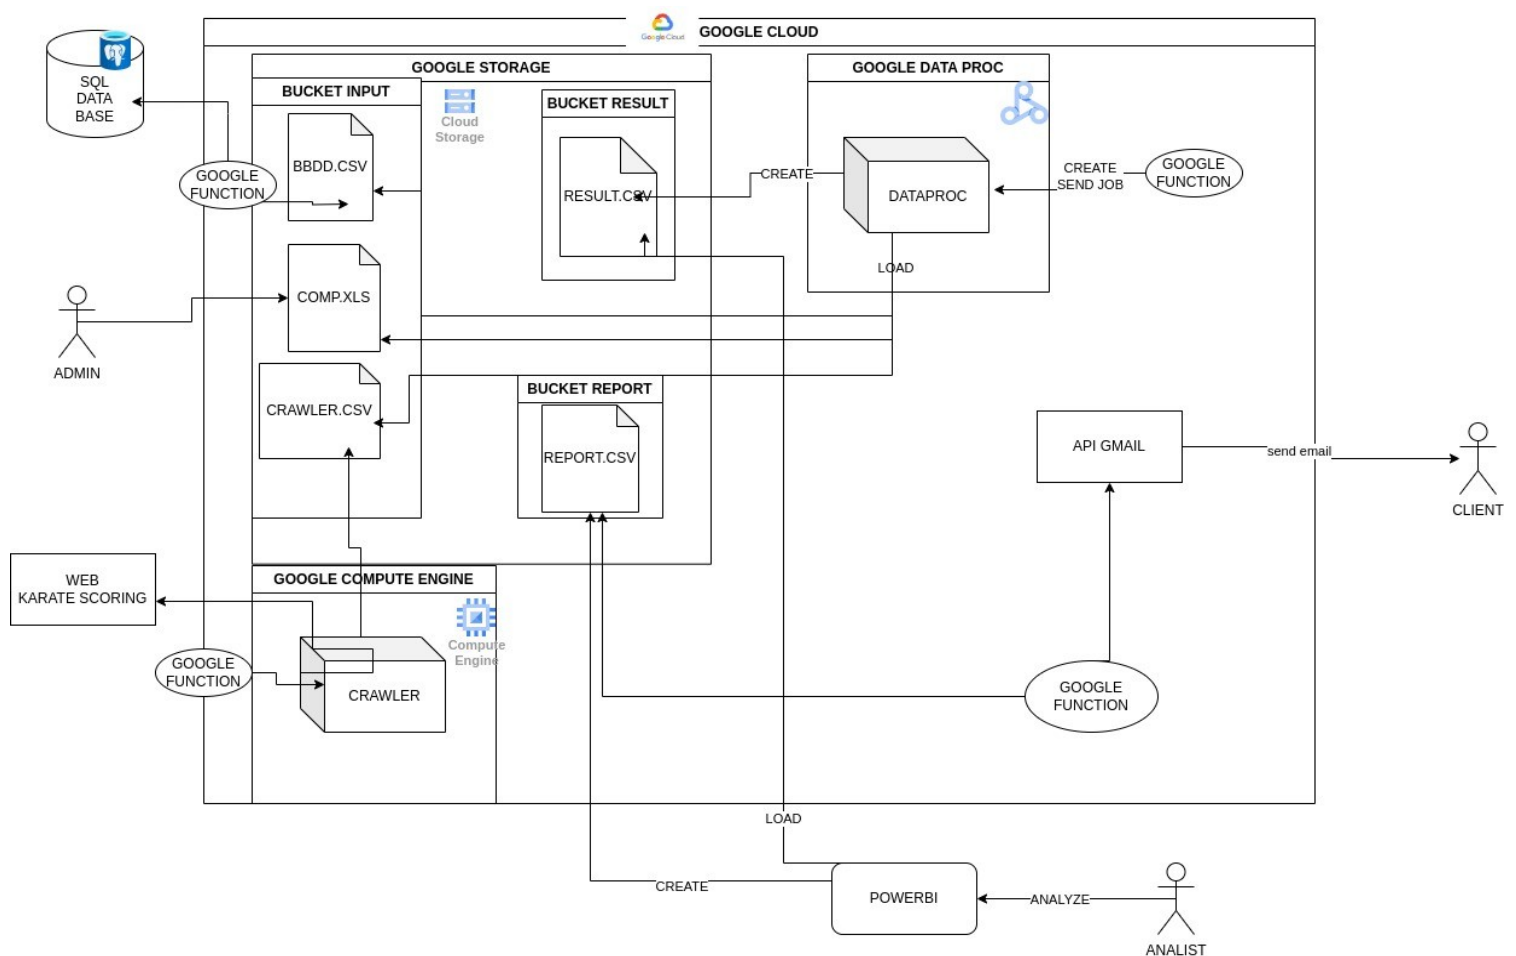 GOOGLE CLOUD
Google Cloud
SQL
DATA
BASE
GOOGLE STORAGE
GOOGLE DATA PROC
BUCKET INPUT
BUCKET RESULT
Cloud
Storage
BBDD.CSV
GOOGLE
FUNCTION
RESULT.CSV
CREATE
DATAPROC
CREATE
SEND JOB
GOOGLE
FUNCTION
LOAD
COMP.XLS
ADMIN
CRAWLER.CSV
BUCKET REPORT
REPORT.CSV
API GMAIL
send email
CLIENT
GOOGLE COMPUTE ENGINE
WEB
KARATE SCORING
Compute
Engine
GOOGLE
FUNCTION
CRAWLER
GOOGLE
FUNCTION
LOAD
CREATE
POWERBI
ANALYZE
ANALIST